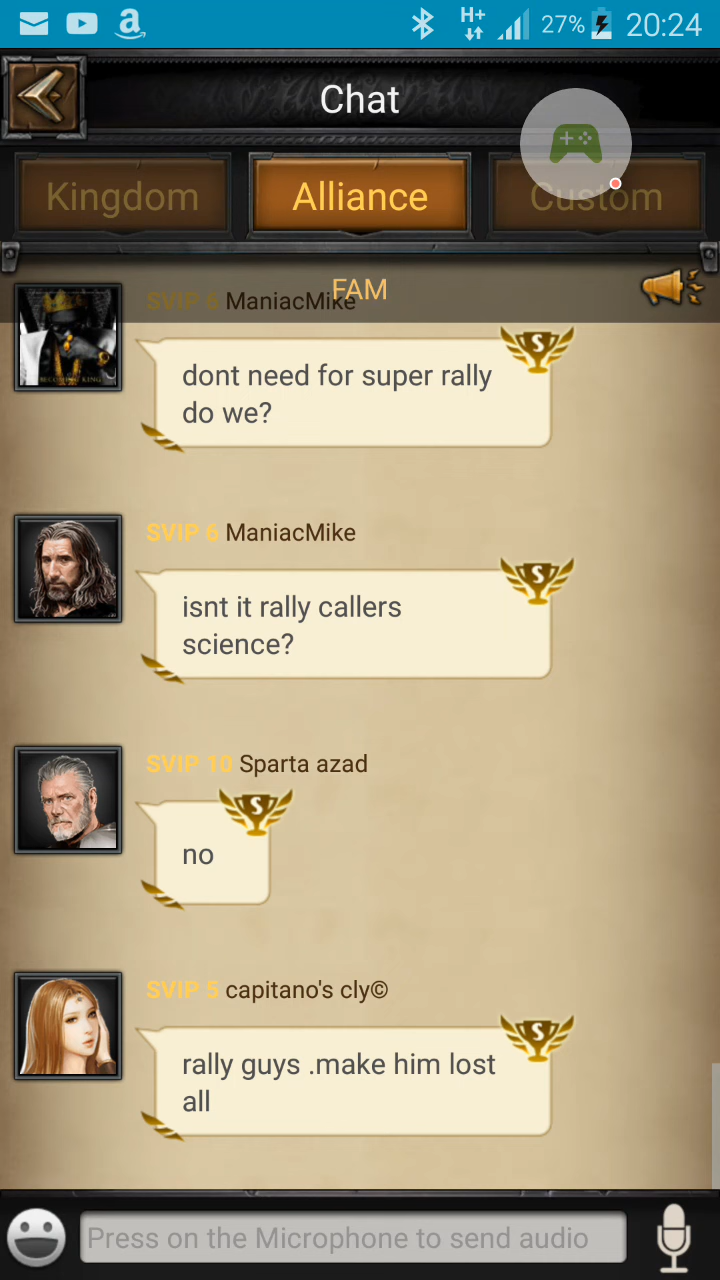 H+ 27% 20:24
Chat
Kingdom Alliance Custom
FAM
SVIP 6 ManiacMike
dont need for super rally
do we?
SVIP 6 ManiacMike
isnt it rally callers
science?
SVIP 10 Sparta azad
no
SVIP 5 capitano's cly©
rally guys .make him lost
all
Press on the Microphone to send audio